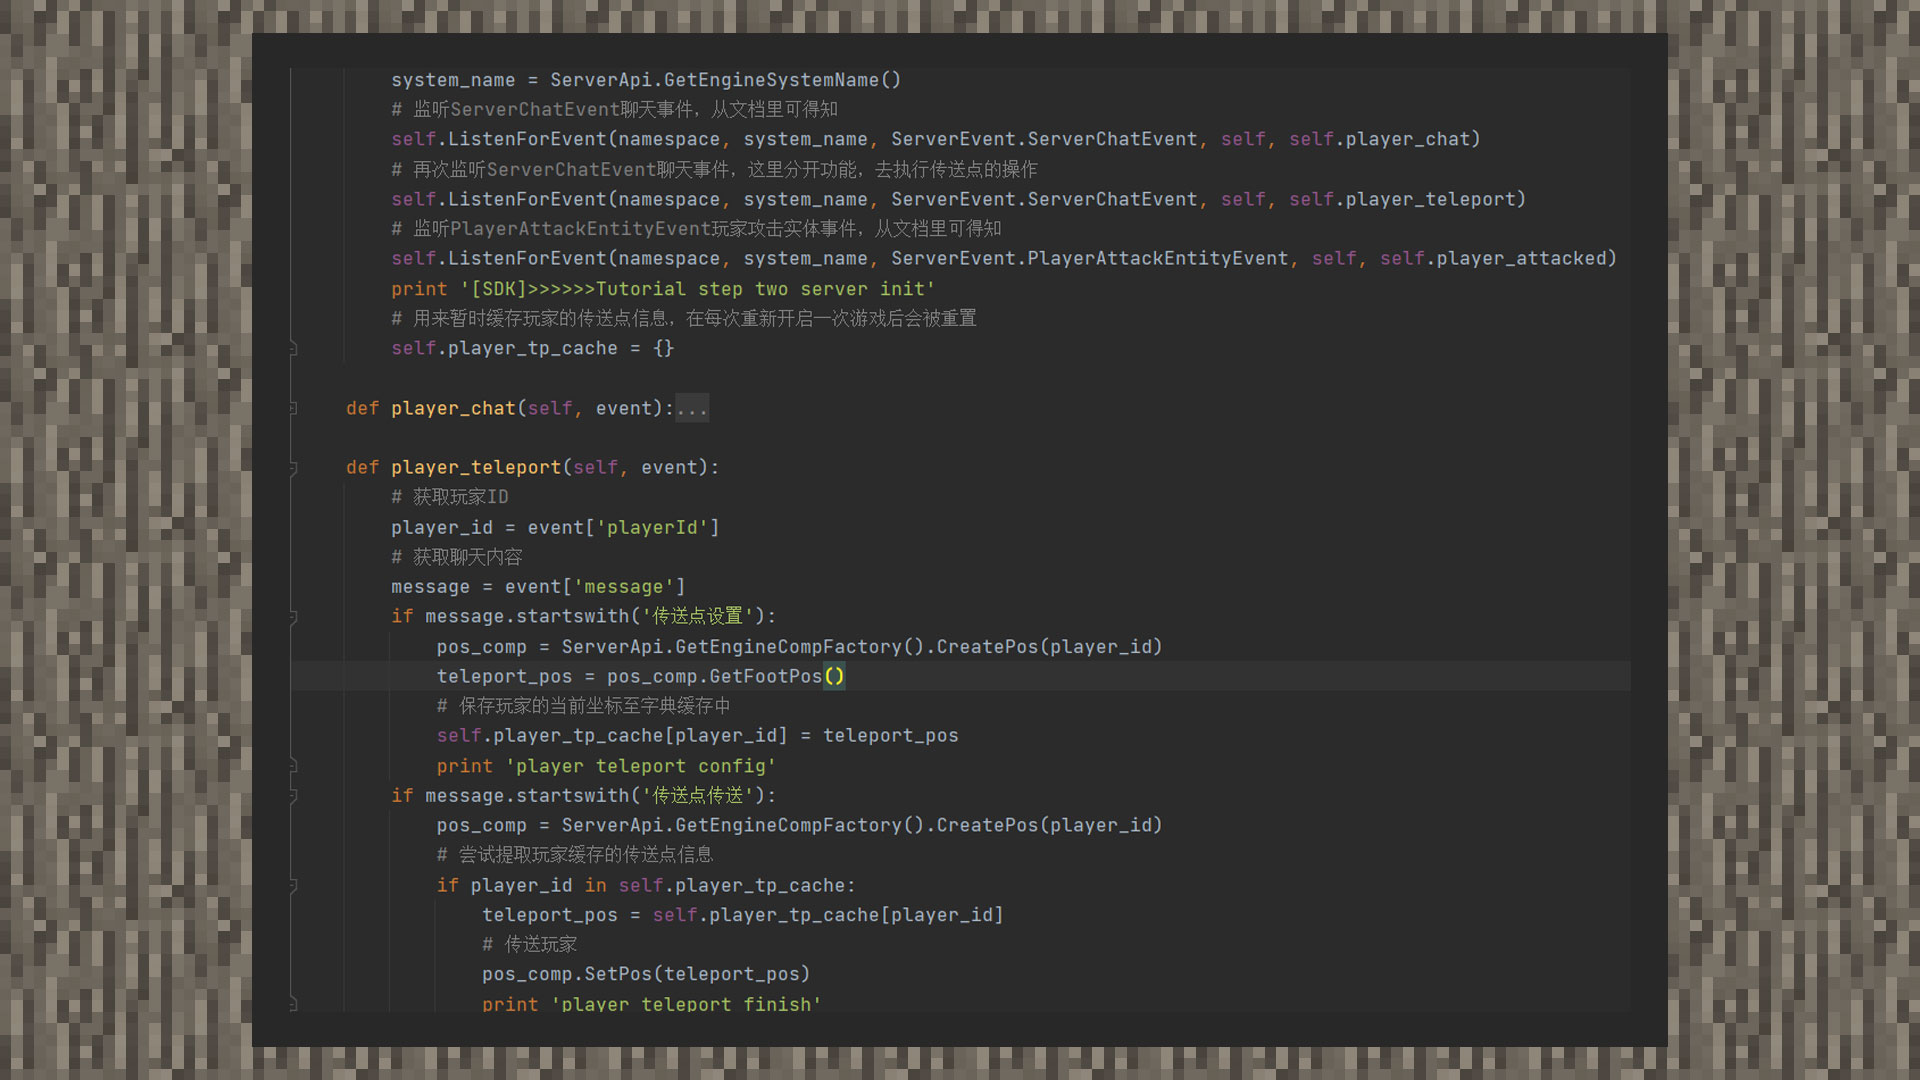 system_name = ServerApi.GetEngineSystemName()
# 监听ServerChatEvent聊天事件，从文档里可得知
self.ListenForEvent(namespace, system_name, ServerEvent.ServerChatEvent, self, self.player_chat)
# 再次监听ServerChatEvent聊天事件，这里分开功能，去执行传送点的操作
self.ListenForEvent(namespace, system_name, ServerEvent.ServerChatEvent, self, self.player_teleport)
# 监听PlayerAttackEntityEvent玩家攻击实体事件，从文档里可得知
self.ListenForEvent(namespace, system_name, ServerEvent.PlayerAttackEntityEvent, self, self.player_attacked)
print '[SDK]>>>>>>Tutorial step two server init'
# 用来暂时缓存玩家的传送点信息，在每次重新开启一次游戏后会被重置
self.player_tp_cache = {}
def player_chat(self, event):...
def player_teleport(self, event):
# 获取玩家ID
player_id = event['playerId']
# 获取聊天内容
message = event['message']
if message.startswith('传送点设置'):
pos_comp = ServerApi.GetEngineCompFactory().CreatePos(player_id)
teleport_pos = pos_comp.GetFootPos()
# 保存玩家的当前坐标至字典缓存中
self.player_tp_cache[player_id] = teleport_pos
print 'player teleport config'
if message.startswith('传送点传送'):
pos_comp = ServerApi.GetEngineCompFactory().CreatePos(player_id)
# 尝试提取玩家缓存的传送点信息
if player_id in self.player_tp_cache:
teleport_pos = self.player_tp_cache[player_id]
# 传送玩家
pos_comp.SetPos(teleport_pos)
print 'player teleport finish'